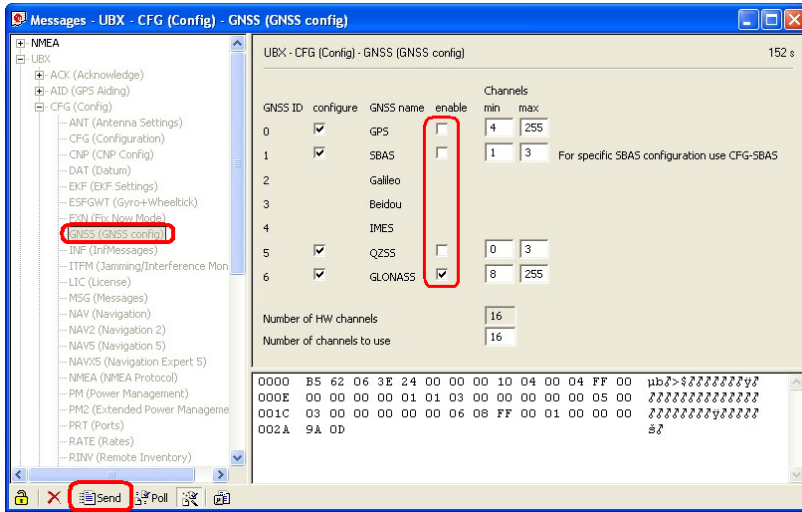 Messages - UBX - CFG (Config) - GNSS (GNSS config)
NMEA
UBX
ACK (Acknowledge)
AID (GPS Aiding)
CFG (Config)
ANT (Antenna Settings)
CFG (Configuration)
CNP (CNP Config)
DAT (Datum)
EKF (EKF Settings)
ESFGWT (Gyro+Wheeltick)
FXN (Fix Now Mode)
GNSS (GNSS config)
INF (InfMessages)
ITFM (Jamming/Interference Mon
LIC (License)
MSG (Messages)
NAV (Navigation)
NAV2 (Navigation 2)
NAV5 (Navigation 5)
NAVX5 (Navigation Expert 5)
NMEA (NMEA Protocol)
PM (Power Management)
PM2 (Extended Power Manageme
PRT (Ports)
RATE (Rates)
RINV (Remote Inventory)
UBX - CFG (Config) - GNSS (GNSS config) 152 s
Channels
GNSS ID configure GNSS name enable min max
0 GPS 4 255
1 SBAS 1 3 For specific SBAS configuration use CFG-SBAS
2 Galileo
3 Beidou
4 IMES
5 QZSS 0 3
6 GLONASS 8 255
Number of HW channels 16
Number of channels to use 16
0000 B5 62 06 3E 24 00 00 00 10 04 00 04 FF 00
000E 00 00 00 00 01 01 03 00 00 00 00 00 05 00
001C 03 00 00 00 00 00 06 08 FF 00 01 00 00 00
002A 9A 0D
Send Poll